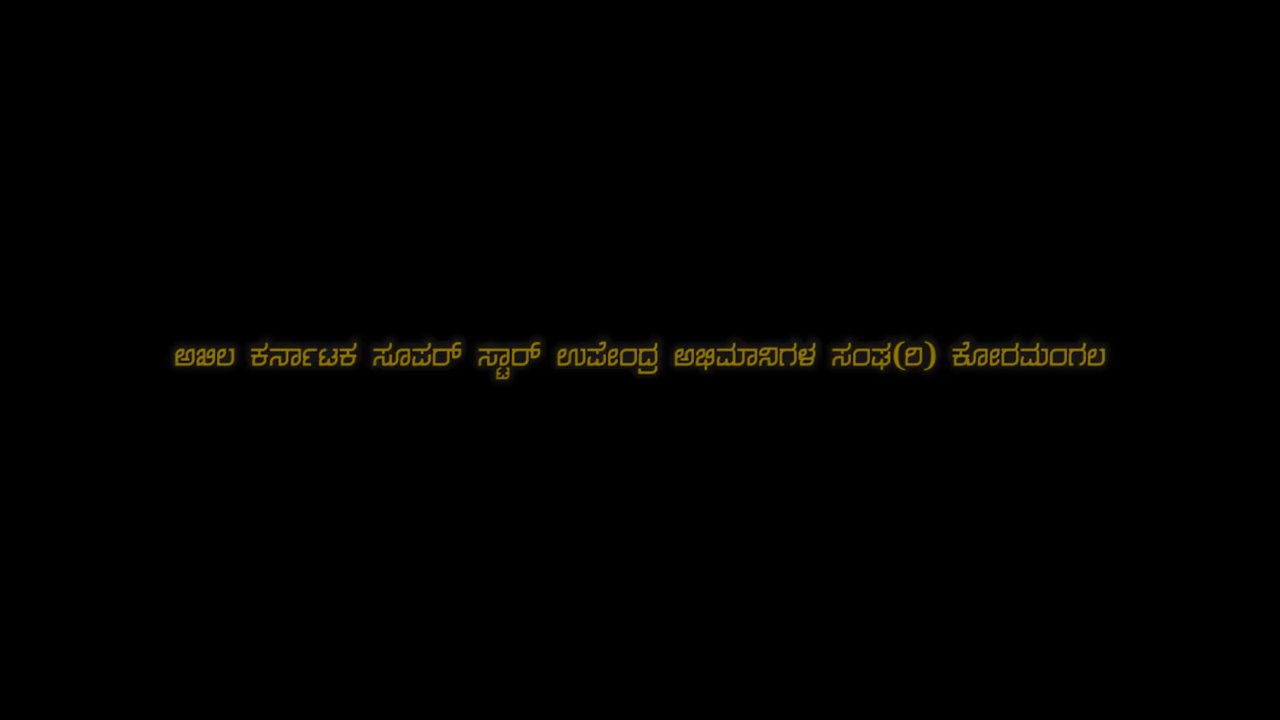 ಅಖಿಲ ಕರ್ನಾಟಕ ಸೂಪರ್ ಸ್ಟಾರ್ ಉಪೇಂದ್ರ ಅಭಿಮಾನಿಗಳ ಸಂಘ(ರಿ) ಕೋರಮಂಗಲ